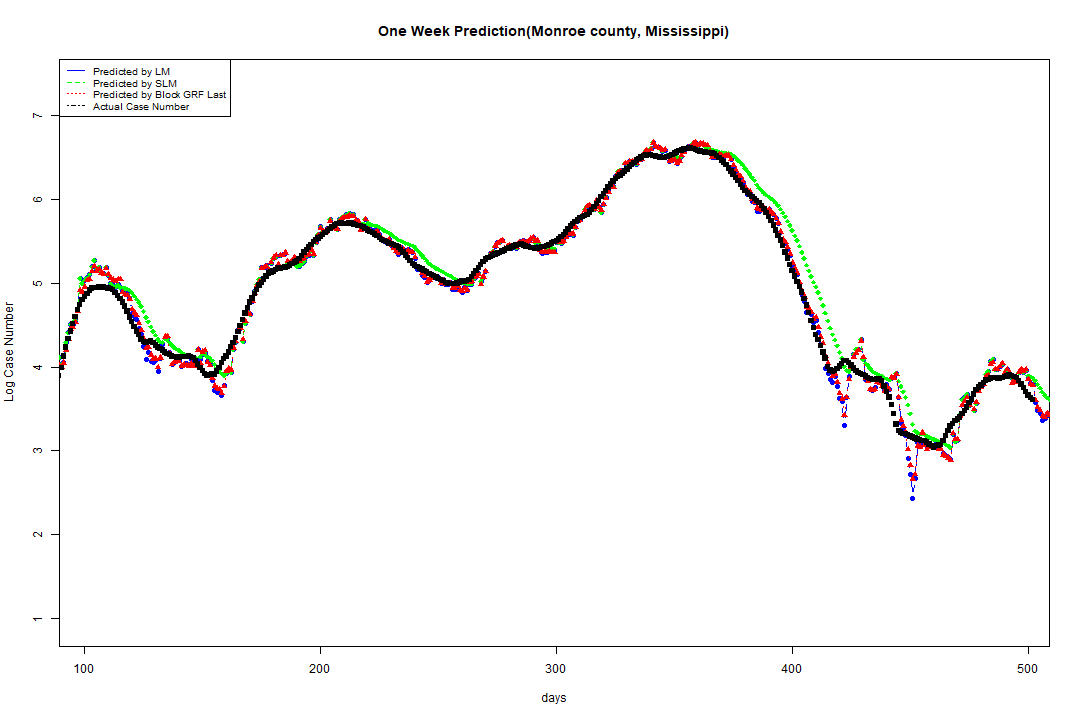 One Week Prediction(Monroe county, Mississippi)
Predicted by LM
Predicted by SLM
Predicted by Block GRF Last
Actual Case Number
7
6
5
4
3
2
1
Log Case Number
100 200 300 400 500
days